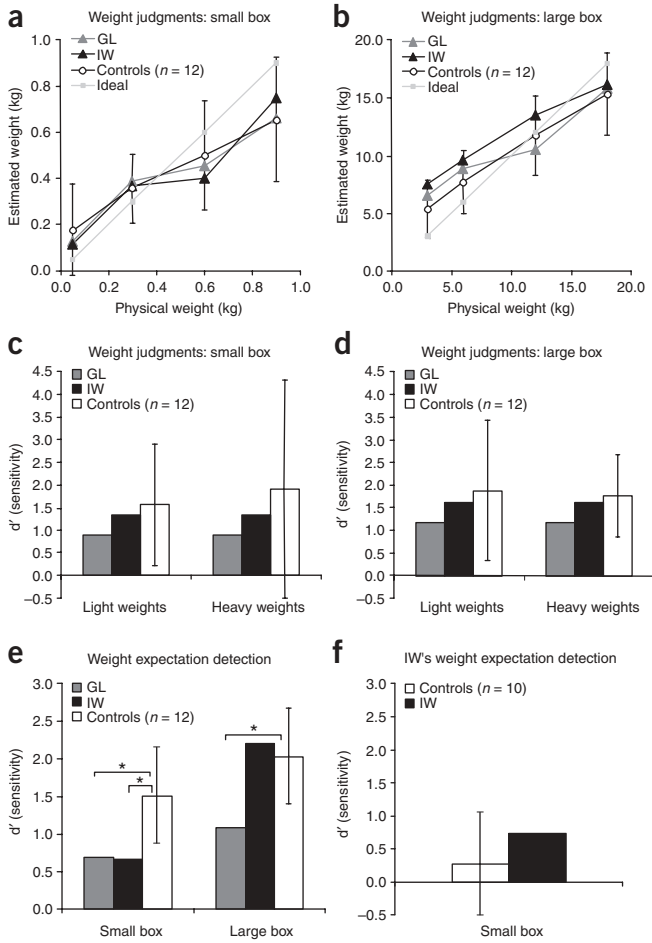 a
Weight judgments: small box
GL
IW
Controls (n = 12)
Ideal
1.0
0.8
0.6
0.4
0.2
0.0
Estimated weight (kg)
0.0 0.2 0.4 0.6 0.8 1.0
Physical weight (kg)
b
Weight judgments: large box
GL
IW
Controls (n = 12)
Ideal
20.0
15.0
10.0
5.0
0.0
Estimated weight (kg)
0.0 5.0 10.0 15.0 20.0
Physical weight (kg)
c
Weight judgments: small box
GL
IW
Controls (n = 12)
4.5
4.0
3.5
3.0
2.5
2.0
1.5
1.0
0.5
0.0
–0.5
d′ (sensitivity)
Light weights Heavy weights
d
Weight judgments: large box
GL
IW
Controls (n = 12)
4.5
4.0
3.5
3.0
2.5
2.0
1.5
1.0
0.5
0.0
–0.5
d′ (sensitivity)
Light weights Heavy weights
e
Weight expectation detection
GL
IW
Controls (n = 12)
3.0
2.5
2.0
1.5
1.0
0.5
0.0
d′ (sensitivity)
*
*
*
Small box Large box
f
IW's weight expectation detection
Controls (n = 10)
IW
3.0
2.5
2.0
1.5
1.0
0.5
0.0
–0.5
d′ (sensitivity)
Small box